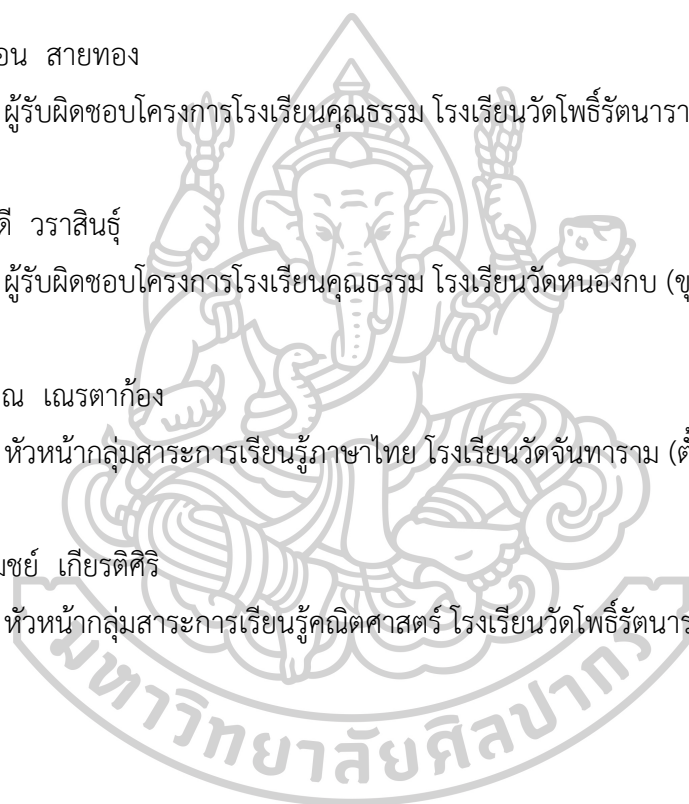 อน สายทอง
ผู้รับผิดชอบโครงการโรงเรียนคุณธรรม โรงเรียนวัดโพธิ์รัตนารา
ดี วราสินธุ์
ผู้รับผิดชอบโครงการโรงเรียนคุณธรรม โรงเรียนวัดหนองกบ (ขุ
ณ เณรตาก้อง
หัวหน้ากลุ่มสาระการเรียนรู้ภาษาไทย โรงเรียนวัดจันทาราม (ตั้
มชย์ เกียรติศิริ
หัวหน้ากลุ่มสาระการเรียนรู้คณิตศาสตร์ โรงเรียนวัดโพธิ์รัตนาร
มหาวิทยาลัยศิลปากร